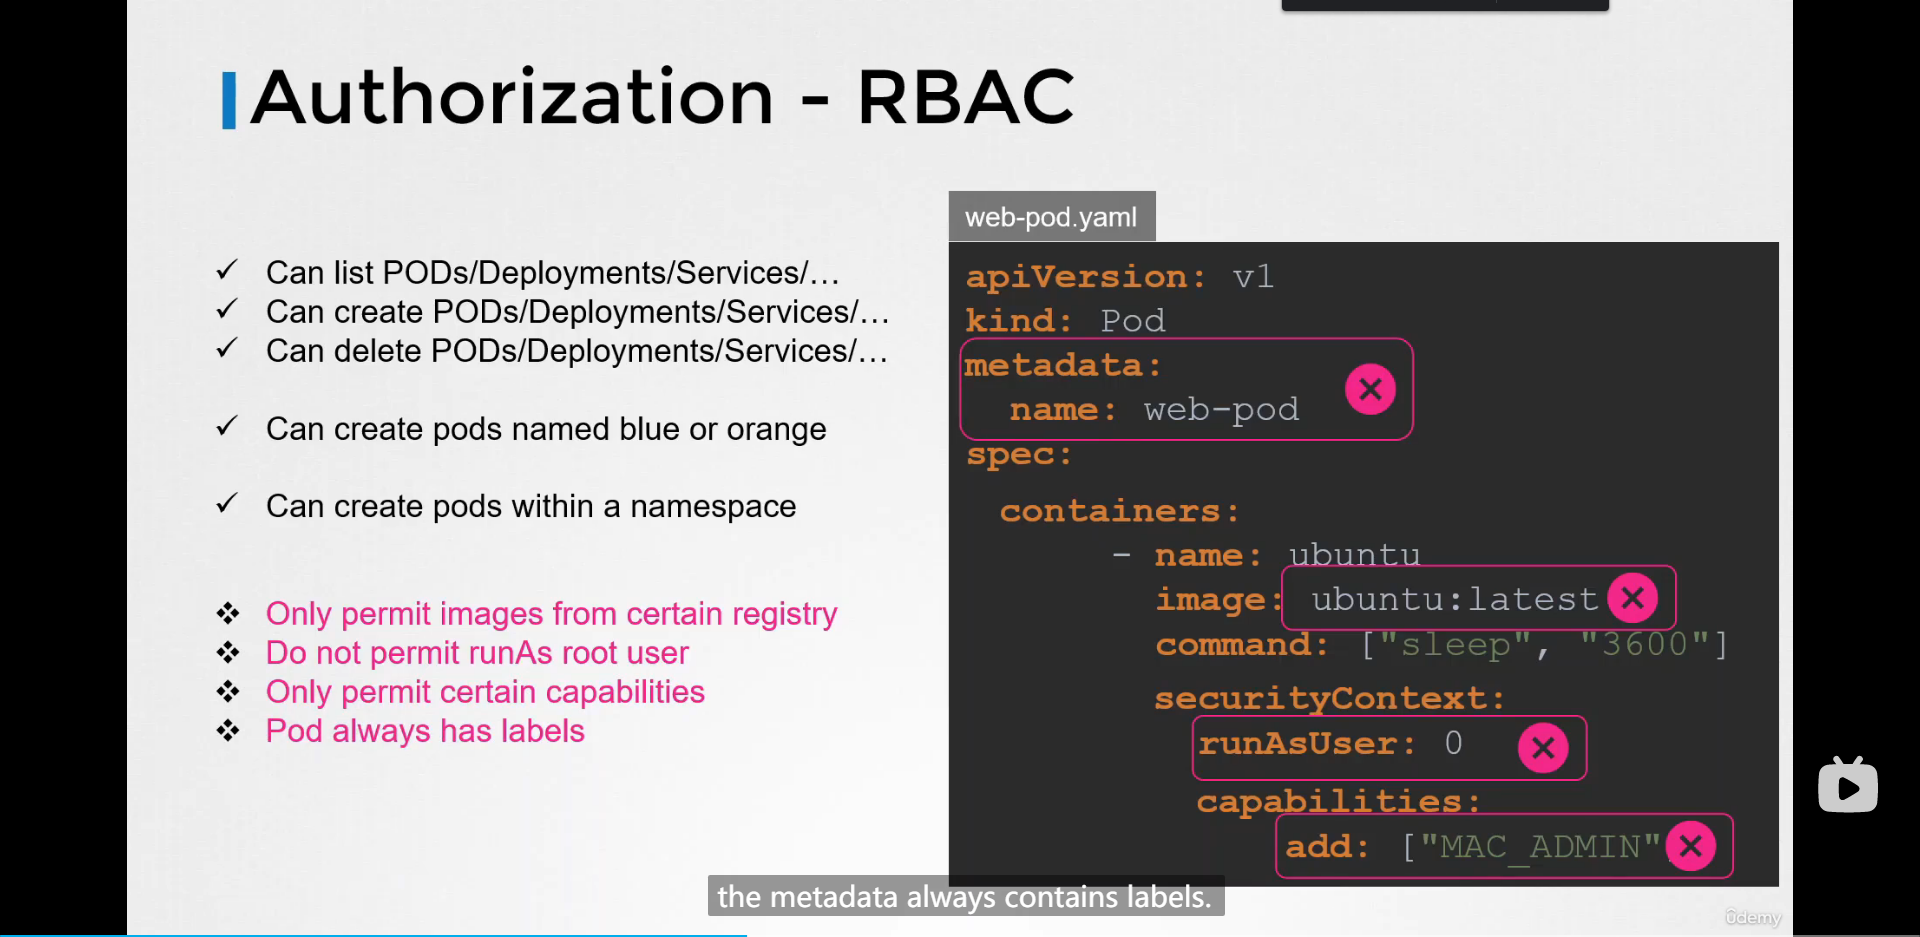 Authorization - RBAC
Can list PODs/Deployments/Services/…
Can create PODs/Deployments/Services/…
Can delete PODs/Deployments/Services/…
Can create pods named blue or orange
Can create pods within a namespace
Only permit images from certain registry
Do not permit runAs root user
Only permit certain capabilities
Pod always has labels
web-pod.yaml
apiVersion: v1
kind: Pod
metadata:
name: web-pod
spec:
containers:
- name: ubuntu
image: ubuntu:latest
command: ["sleep", "3600"]
securityContext:
runAsUser: 0
capabilities:
add: ["MAC_ADMIN"
the metadata always contains labels.
ûdemy